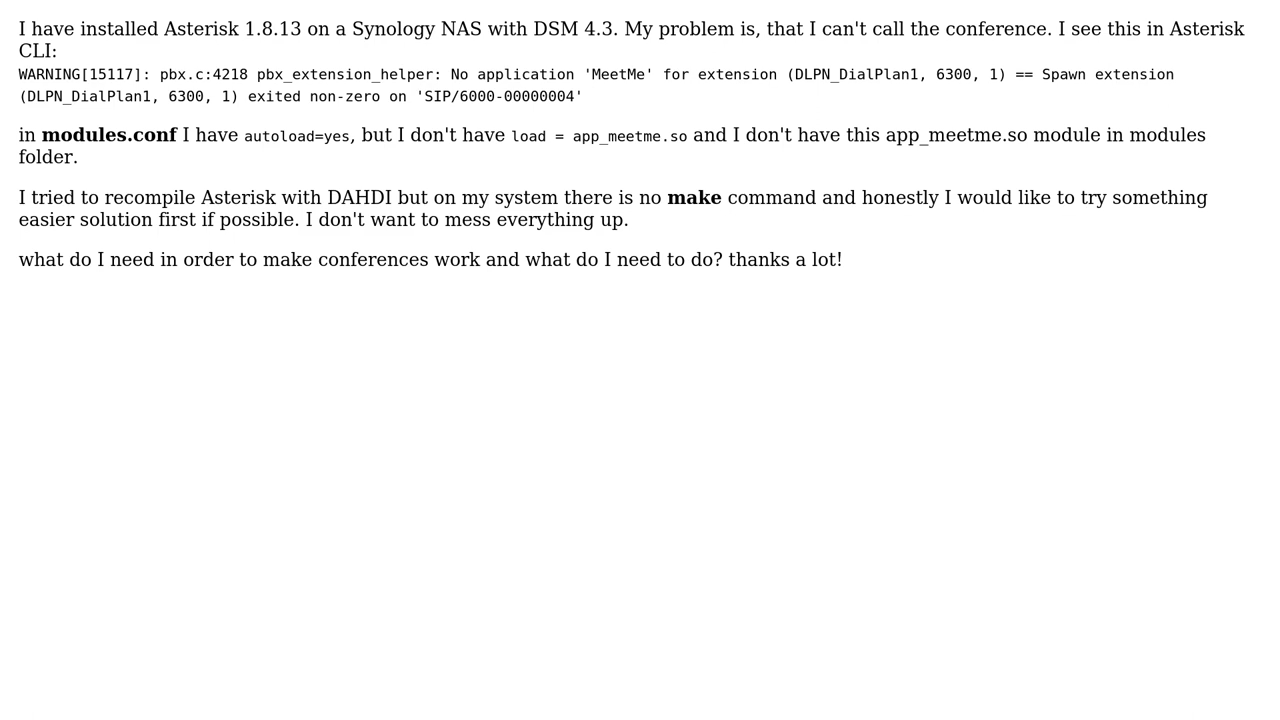 I have installed Asterisk 1.8.13 on a Synology NAS with DSM 4.3. My problem is, that I can't call the conference. I see this in Asterisk
CLI:
WARNING[15117]: pbx.c:4218 pbx_extension_helper: No application 'MeetMe' for extension (DLPN_DialPlan1, 6300, 1) == Spawn extension
(DLPN_DialPlan1, 6300, 1) exited non-zero on 'SIP/6000-00000004'
in modules.conf I have autoload=yes, but I don't have load = app_meetme.so and I don't have this app_meetme.so module in modules
folder.
I tried to recompile Asterisk with DAHDI but on my system there is no make command and honestly I would like to try something
easier solution first if possible. I don't want to mess everything up.
what do I need in order to make conferences work and what do I need to do? thanks a lot!